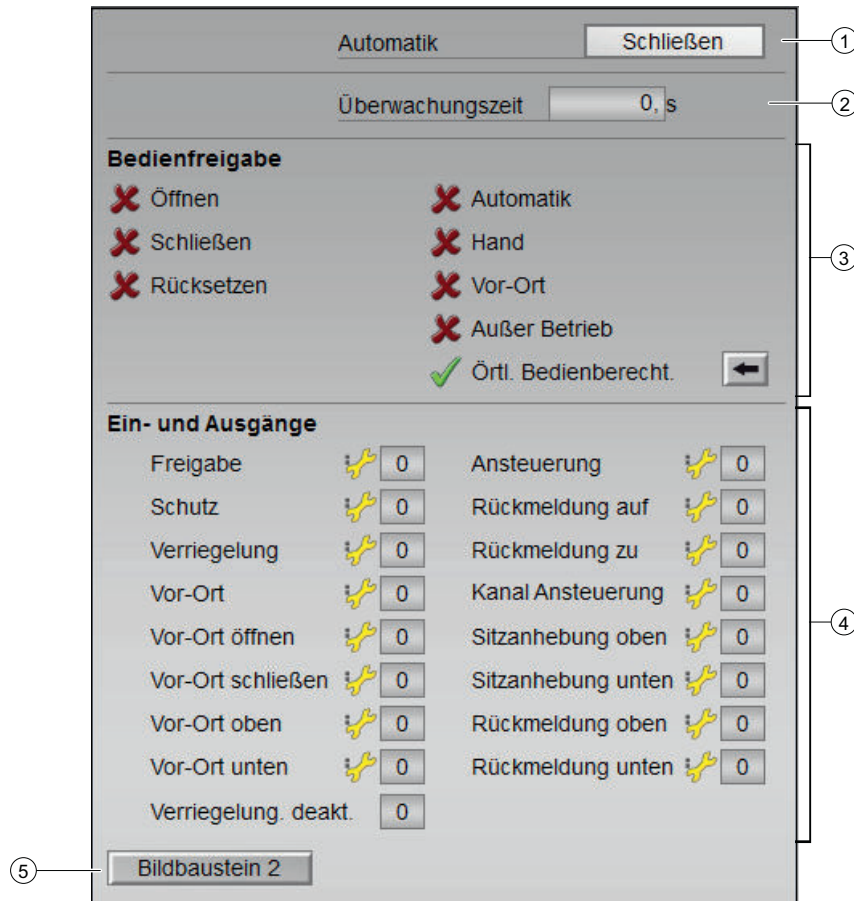 Automatik Schließen 1
Überwachungszeit 0, s 2
Bedienfreigabe
Öffnen Automatik
Schließen Hand
3
Rücksetzen Vor-Ort
Außer Betrieb
Örtl. Bedienberecht.
Ein- und Ausgänge
Freigabe 0 Ansteuerung 0
Schutz 0 Rückmeldung auf 0
Verriegelung 0 Rückmeldung zu 0
Vor-Ort 0 Kanal Ansteuerung 0
4
Vor-Ort öffnen 0 Sitzanhebung oben 0
Vor-Ort schließen 0 Sitzanhebung unten 0
Vor-Ort oben 0 Rückmeldung oben 0
Vor-Ort unten 0 Rückmeldung unten 0
Verriegelung. deakt. 0
5 Bildbaustein 2